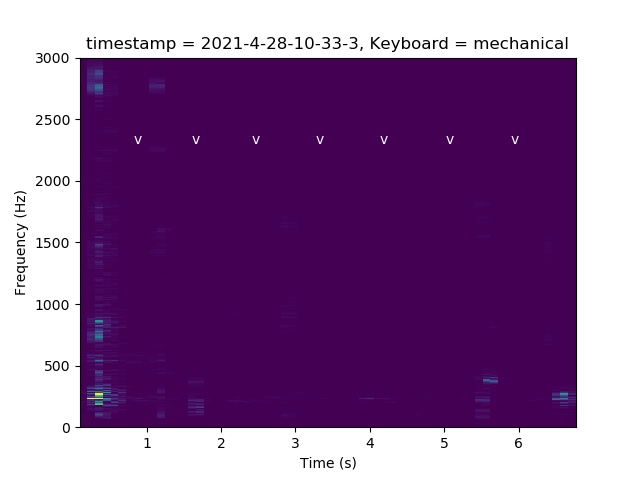 timestamp = 2021-4-28-10-33-3, Keyboard = mechanical
3000
2500
v v v v v v v
2000
1500
1000
500
0
1 2 3 4 5 6
Frequency (Hz)
Time (s)